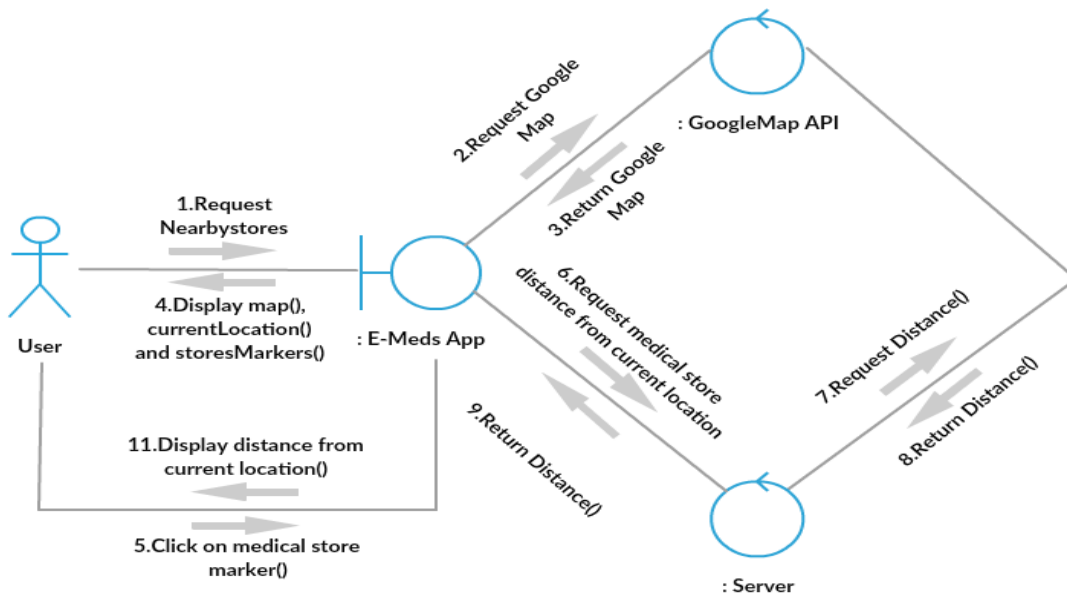 2.Request Google
Map
: GoogleMap API
3.Return Google
Map
1.Request
Nearbystores
4.Display map(),
currentLocation()
and storesMarkers()
User
: E-Meds App
6.Request medical store
distance from current location
7.Request Distance()
8.Return Distance()
9.Return Distance()
11.Display distance from
current location()
5.Click on medical store
marker()
: Server